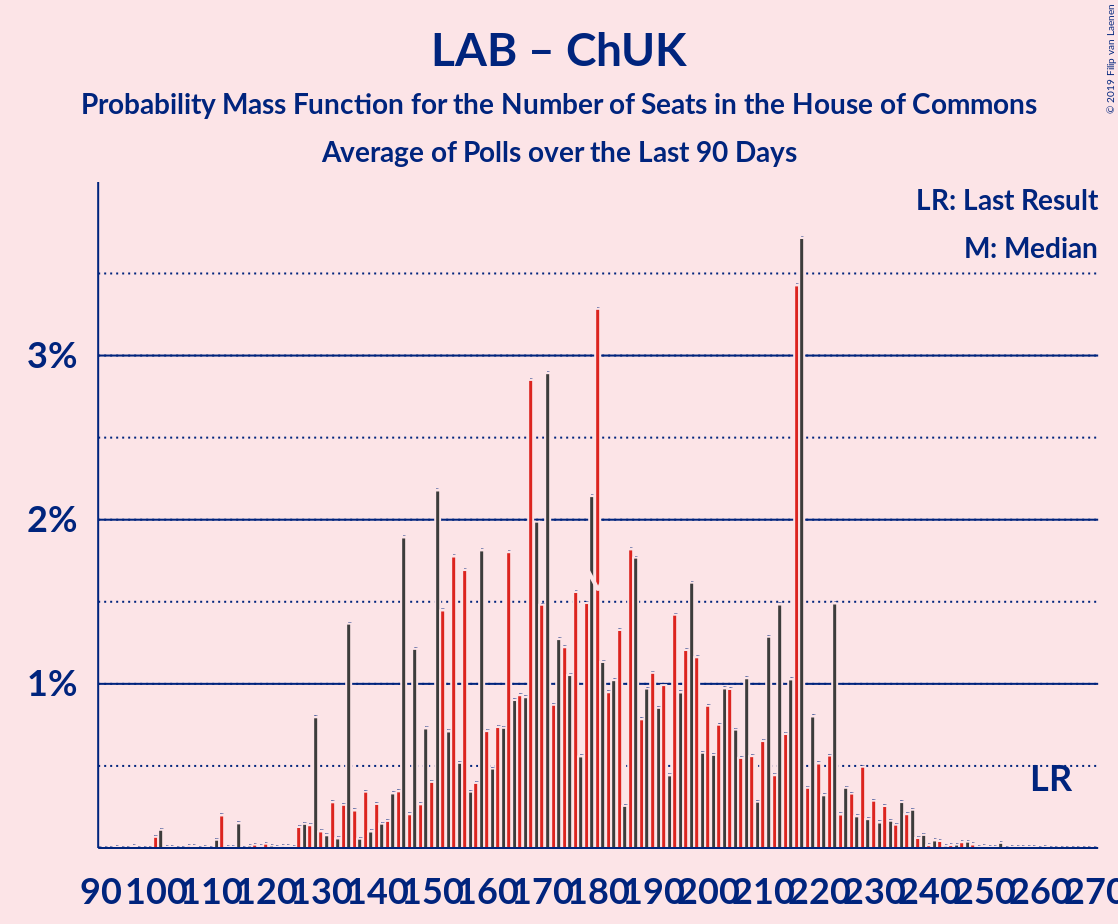 LAB – ChUK
Probability Mass Function for the Number of Seats in the House of Commons
Average of Polls over the Last 90 Days
© 2019 Filip van Laenen
LR: Last Result
M: Median
3%
2%
1%
LR
90 100 110 120 130 140 150 160 170 180 190 200 210 220 230 240 250 260 270